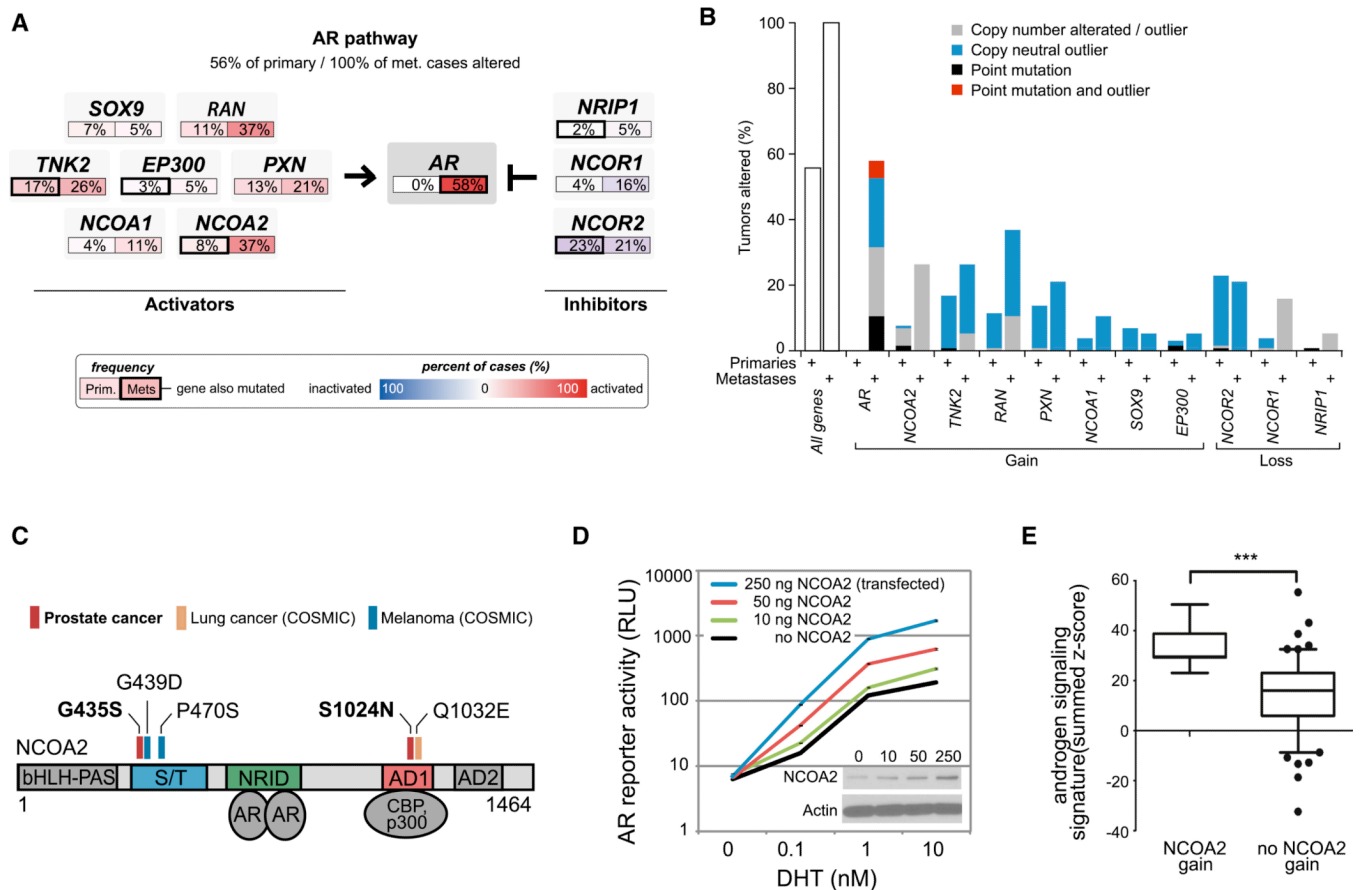 A
AR pathway
56% of primary / 100% of met. cases altered
SOX9
7% 5%
RAN
11% 37%
TNK2
17% 26%
EP300
3% 5%
PXN
13% 21%
NCOA1
4% 11%
NCOA2
8% 37%
AR
0% 58%
NRIP1
2% 5%
NCOR1
4% 16%
NCOR2
23% 21%
Activators
Inhibitors
frequency
Prim. Mets
gene also mutated
percent of cases (%)
inactivated 100 0 100 activated
B
Tumors altered (%)
100
80
60
40
20
0
Copy number altered / outlier
Copy neutral outlier
Point mutation
Point mutation and outlier
Primaries + + + + + + + + + + + +
Metastases + + + + + + + + + + + +
All genes
AR
NCOA2
TNK2
RAN
PXN
NCOA1
SOX9
EP300
NCOR2
NCOR1
NRIP1
Gain
Loss
C
Prostate cancer
Lung cancer (COSMIC)
Melanoma (COSMIC)
G439D
G435S
P470S
S1024N
Q1032E
NCOA2
bHLH-PAS S/T NRID AD1 AD2
1
AR AR
CBP,
p300
1464
D
AR reporter activity (RLU)
10000
1000
100
10
1
250 ng NCOA2 (transfected)
50 ng NCOA2
10 ng NCOA2
no NCOA2
0 10 50 250
NCOA2
Actin
0 0.1 1 10
DHT (nM)
E
***
androgen signaling
signature(summed z-score)
60
40
20
0
-20
-40
NCOA2
gain
no NCOA2
gain